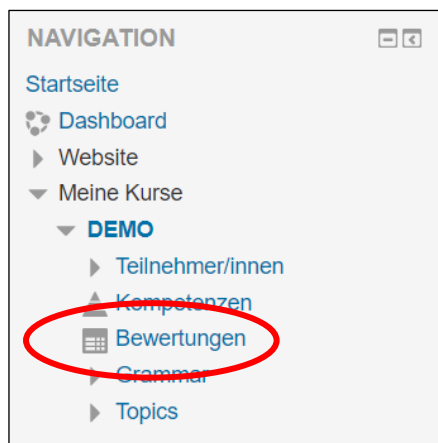 NAVIGATION
Startseite
Dashboard
Website
Meine Kurse
DEMO
Teilnehmer/innen
Kompetenzen
Bewertungen
Grammar
Topics